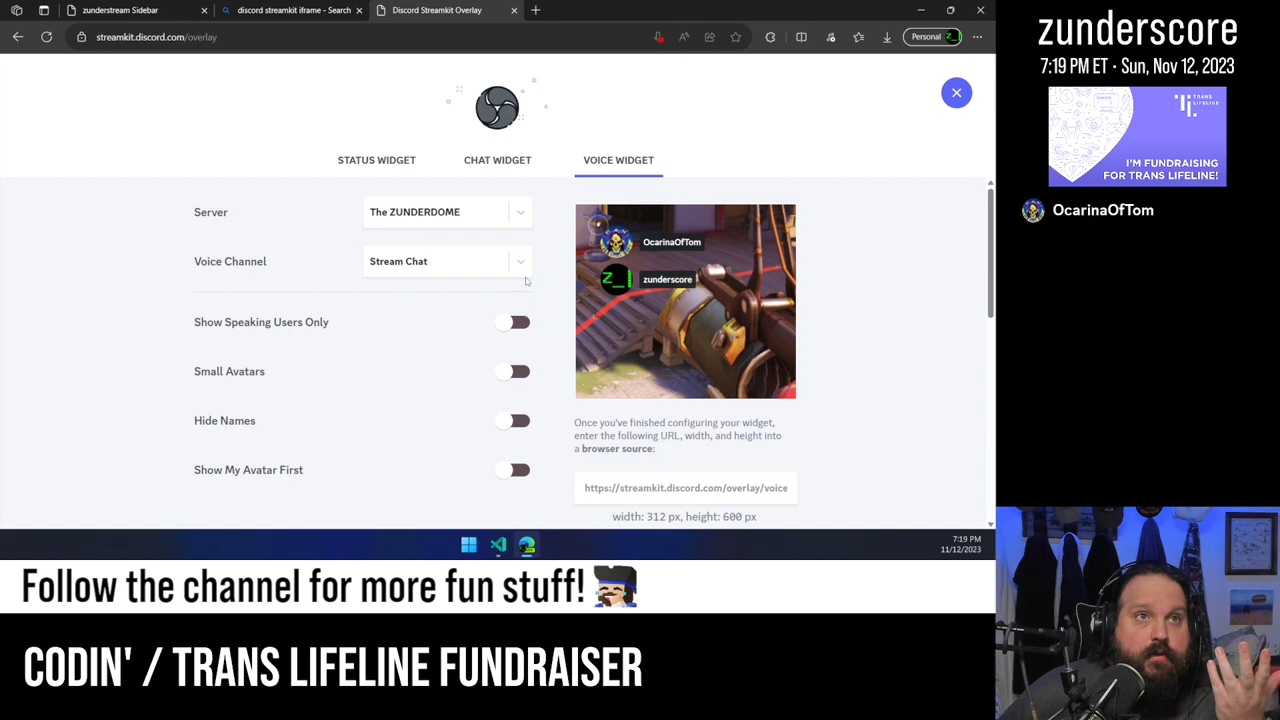 zunderstream Sidebar
discord streamkit iframe - Search
Discord Streamkit Overlay
streamkit.discord.com/overlay
Personal
STATUS WIDGET
CHAT WIDGET
VOICE WIDGET
Server
The ZUNDERDOME
Voice Channel
Stream Chat
Show Speaking Users Only
Small Avatars
Hide Names
Show My Avatar First
OcarinaOfTom
z_| zunderscore
Once you've finished configuring your widget,
enter the following URL, width, and height into
a browser source:
https://streamkit.discord.com/overlay/voice
width: 312 px, height: 600 px
7:19 PM
11/12/2023
zunderscore
7:19 PM ET · Sun, Nov 12, 2023
TRANS
LIFELINE
I'M FUNDRAISING
FOR TRANS LIFELINE!
OcarinaOfTom
Follow the channel for more fun stuff!
CODIN' / TRANS LIFELINE FUNDRAISER